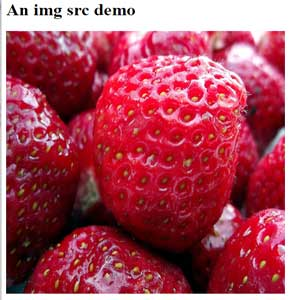 An img src demo